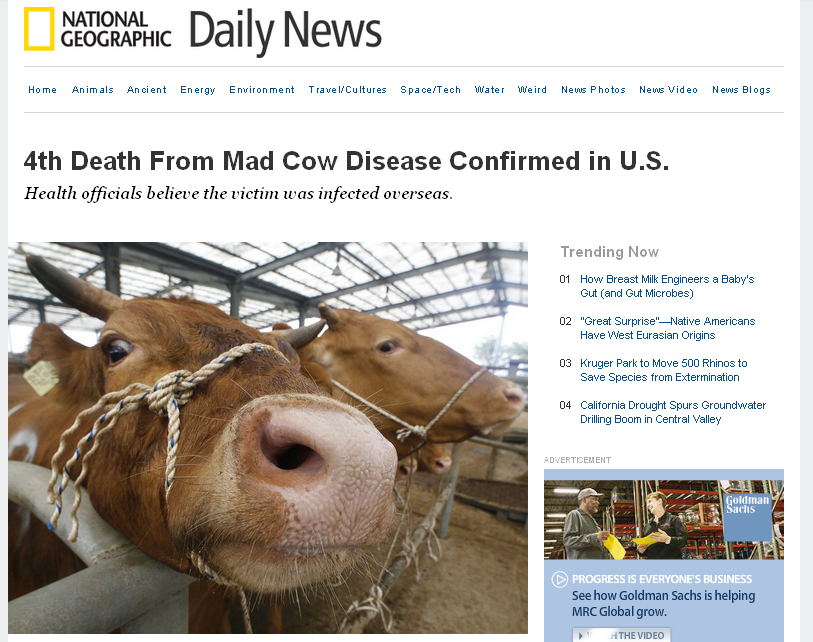 NATIONAL
GEOGRAPHIC
Daily News
Home Animals Ancient Energy Environment Travel/Cultures Space/Tech Water Weird News Photos News Video News Blogs
4th Death From Mad Cow Disease Confirmed in U.S.
Health officials believe the victim was infected overseas.
Trending Now
01 How Breast Milk Engineers a Baby's
Gut (and Gut Microbes)
02 "Great Surprise"—Native Americans
Have West Eurasian Origins
03 Kruger Park to Move 500 Rhinos to
Save Species from Extermination
04 California Drought Spurs Groundwater
Drilling Boom in Central Valley
ADVERTISEMENT
Goldman
Sachs
PROGRESS IS EVERYONE'S BUSINESS
See how Goldman Sachs is helping
MRC Global grow.
THE VIDEO